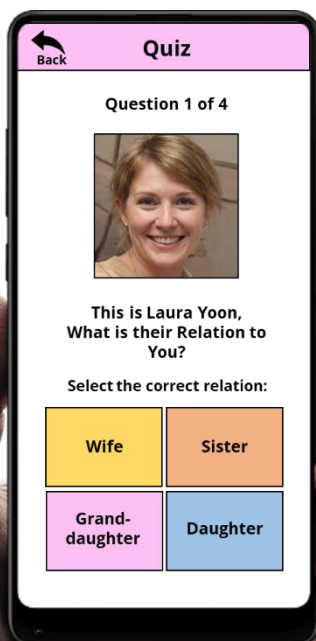 Quiz
Back
Question 1 of 4
This is Laura Yoon,
What is their Relation to
You?
Select the correct relation:
Wife
Sister
Grand-
daughter
Daughter